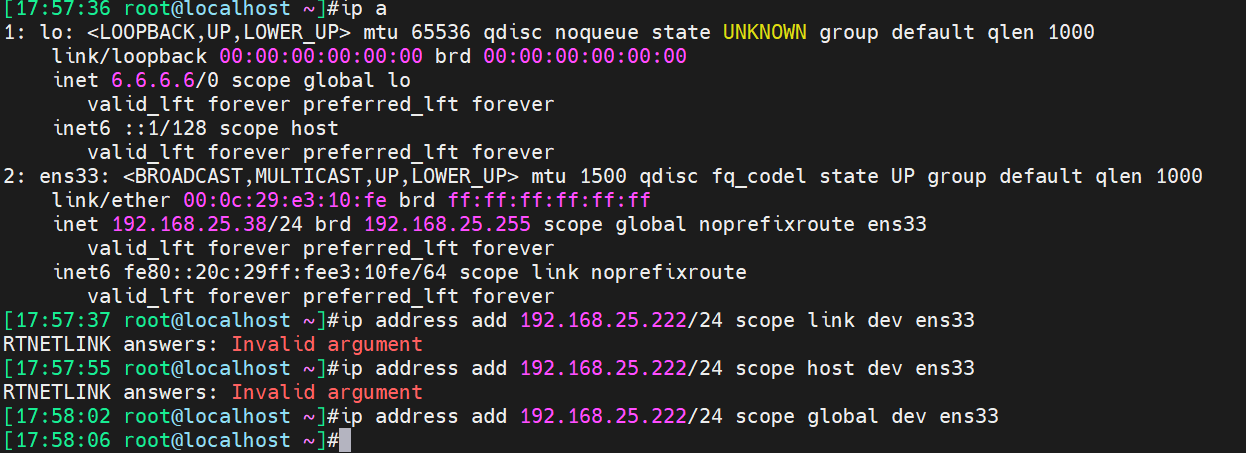 [17:57:36 root@localhost ~]#ip a
1: lo: <LOOPBACK,UP,LOWER_UP> mtu 65536 qdisc noqueue state UNKNOWN group default qlen 1000
    link/loopback 00:00:00:00:00:00 brd 00:00:00:00:00:00
    inet 6.6.6.6/0 scope global lo
       valid_lft forever preferred_lft forever
    inet6 ::1/128 scope host
       valid_lft forever preferred_lft forever
2: ens33: <BROADCAST,MULTICAST,UP,LOWER_UP> mtu 1500 qdisc fq_codel state UP group default qlen 1000
    link/ether 00:0c:29:e3:10:fe brd ff:ff:ff:ff:ff:ff
    inet 192.168.25.38/24 brd 192.168.25.255 scope global noprefixroute ens33
       valid_lft forever preferred_lft forever
    inet6 fe80::20c:29ff:fee3:10fe/64 scope link noprefixroute
       valid_lft forever preferred_lft forever
[17:57:37 root@localhost ~]#ip address add 192.168.25.222/24 scope link dev ens33
RTNETLINK answers: Invalid argument
[17:57:55 root@localhost ~]#ip address add 192.168.25.222/24 scope host dev ens33
RTNETLINK answers: Invalid argument
[17:58:02 root@localhost ~]#ip address add 192.168.25.222/24 scope global dev ens33
[17:58:06 root@localhost ~]#